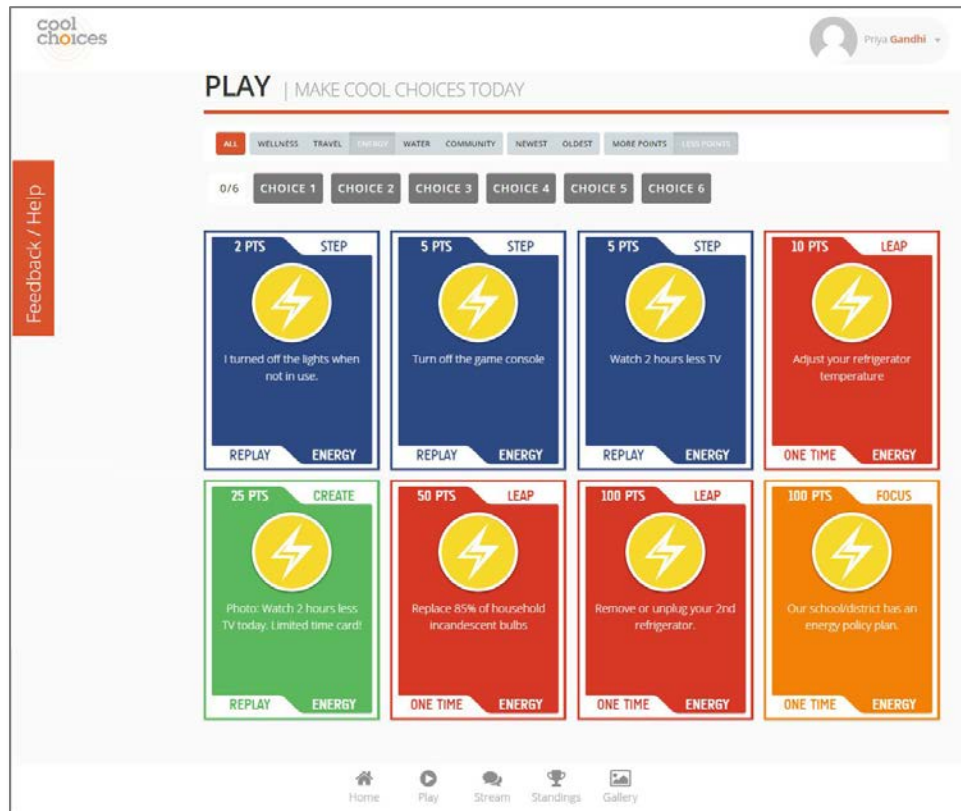 cool
choices
Priya Gandhi
PLAY | MAKE COOL CHOICES TODAY
ALL WELLNESS TRAVEL ENERGY WATER COMMUNITY NEWEST OLDEST MORE POINTS LESS POINTS
0/6 CHOICE 1 CHOICE 2 CHOICE 3 CHOICE 4 CHOICE 5 CHOICE 6
Feedback / Help
2 PTS STEP
I turned off the lights when
not in use.
REPLAY ENERGY
5 PTS STEP
Turn off the game console
REPLAY ENERGY
5 PTS STEP
Watch 2 hours less TV
REPLAY ENERGY
10 PTS LEAP
Adjust your refrigerator
temperature
ONE TIME ENERGY
25 PTS CREATE
Photo: Watch 2 hours less
TV today. Limited time card!
REPLAY ENERGY
50 PTS LEAP
Replace 85% of household
incandescent bulbs
ONE TIME ENERGY
100 PTS LEAP
Remove or unplug your 2nd
refrigerator.
ONE TIME ENERGY
100 PTS FOCUS
Our school/district has an
energy policy plan.
ONE TIME ENERGY
Home Play Stream Standings Gallery